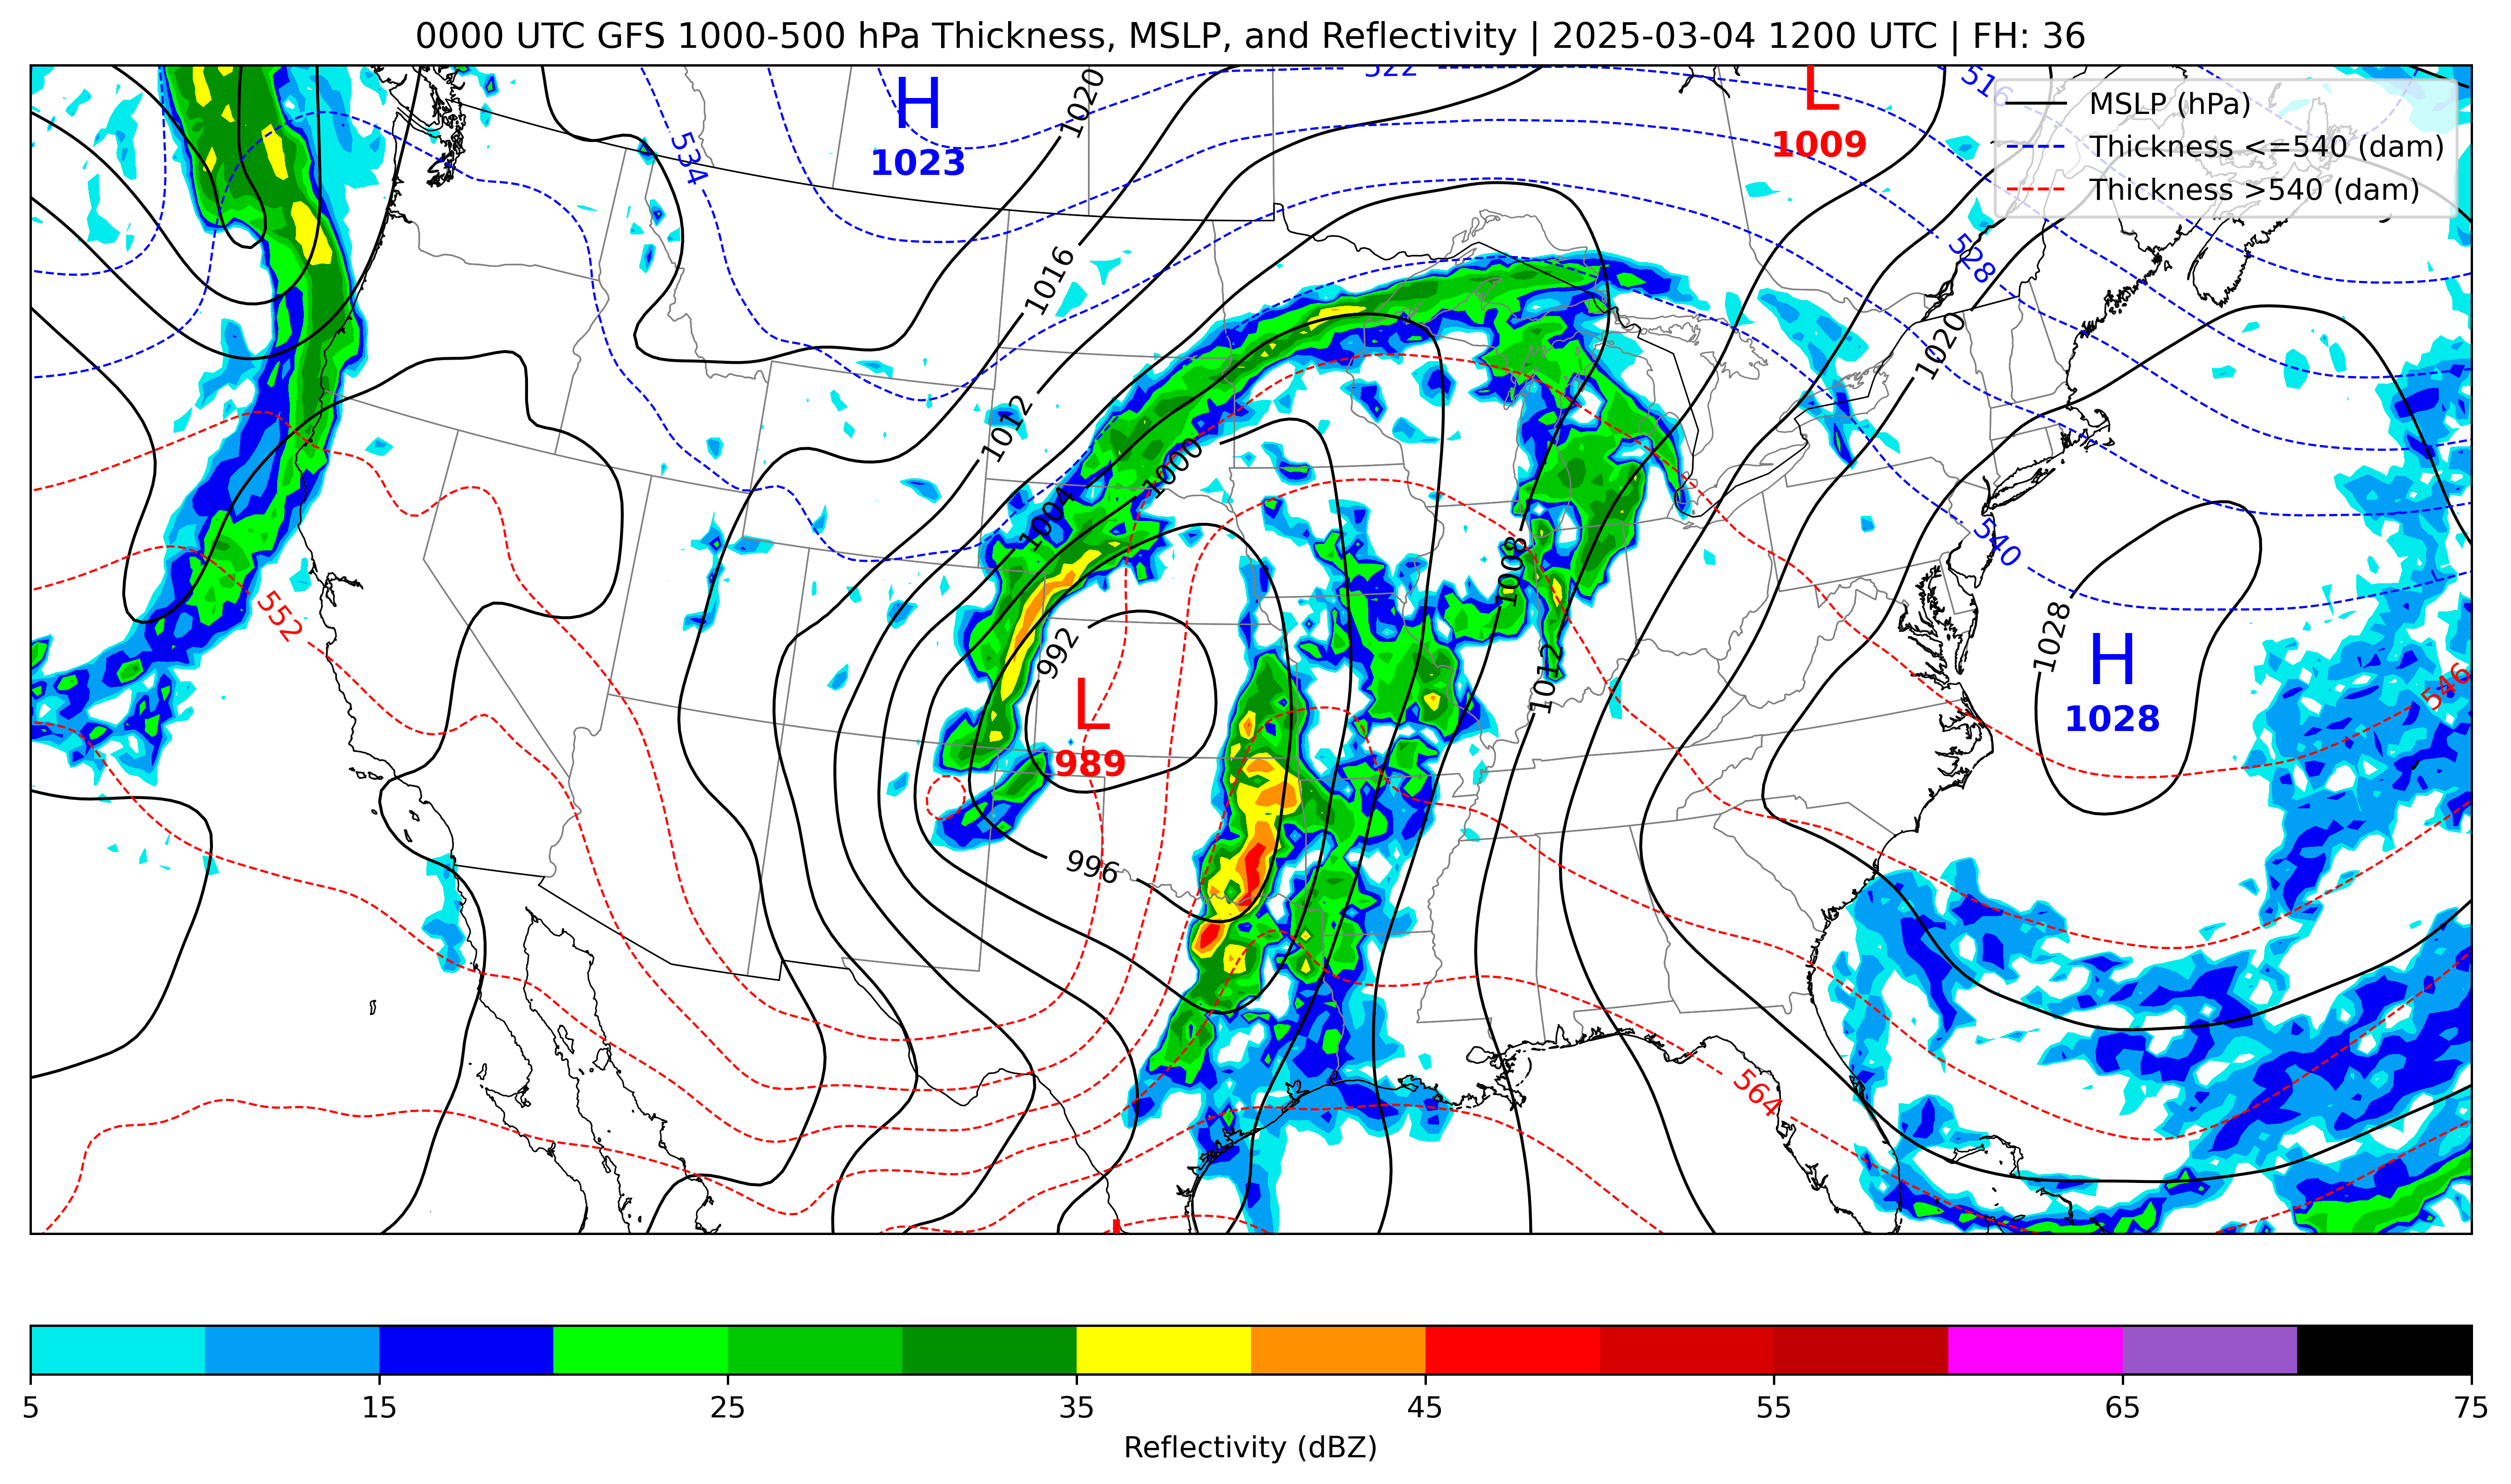 0000 UTC GFS 1000-500 hPa Thickness, MSLP, and Reflectivity | 2025-03-04 1200 UTC | FH: 36
MSLP (hPa)
Thickness <=540 (dam)
Thickness >540 (dam)
522
516
1020
H
1023
L
1009
534
528
1016
1020
1012
1000
1004
540
1008
552
992
1028
H
1028
1012
546
L
989
996
564
5 15 25 35 45 55 65 75
Reflectivity (dBZ)